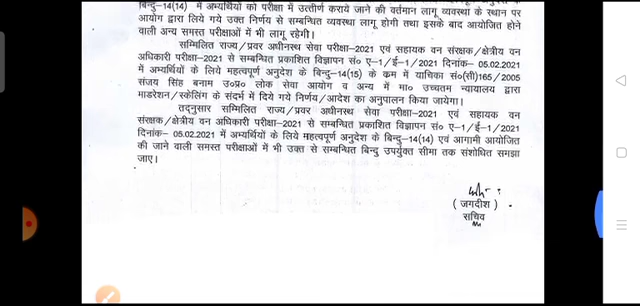 बिन्दु–14(14) में अभ्यर्थियों को परीक्षा में उत्तीर्ण कराये जाने की वर्तमान लागू व्यवस्था के स्थान पर
आयोग द्वारा लिये गये उक्त निर्णय से सम्बन्धित व्यवस्था लागू होगी तथा इसके बाद आयोजित होने
वाली अन्य समस्त परीक्षाओं में भी लागू रहेगी।
सम्मिलित राज्य/प्रवर अधीनस्थ सेवा परीक्षा–2021 एवं सहायक वन संरक्षक/क्षेत्रीय वन
अधिकारी परीक्षा–2021 से सम्बन्धित प्रकाशित विज्ञापन सं० ए–1/ई–1/2021 दिनांक– 05.02.2021
में अभ्यर्थियों के लिये महत्वपूर्ण अनुदेश के बिन्दु–14(15) के क्रम में याचिका सं०(सी)165/2005
संजय सिंह बनाम उ०प्र० लोक सेवा आयोग व अन्य में मा० उच्चतम न्यायालय द्वारा
माडरेशन/स्केलिंग के संदर्भ में दिये गये निर्णय/आदेश का अनुपालन किया जायेगा।
तद्नुसार सम्मिलित राज्य/प्रवर अधीनस्थ सेवा परीक्षा–2021 एवं सहायक वन
संरक्षक/क्षेत्रीय वन अधिकारी परीक्षा–2021 से सम्बन्धित प्रकाशित विज्ञापन सं० ए–1/ई–1/2021
दिनांक– 05.02.2021 में अभ्यर्थियों के लिये महत्वपूर्ण अनुदेश के बिन्दु–14(14) एवं आगामी आयोजित
की जाने वाली समस्त परीक्षाओं में भी उक्त से सम्बन्धित बिन्दु उपर्युक्त सीमा तक संशोधित समझा
जाए।
( जगदीश )
सचिव